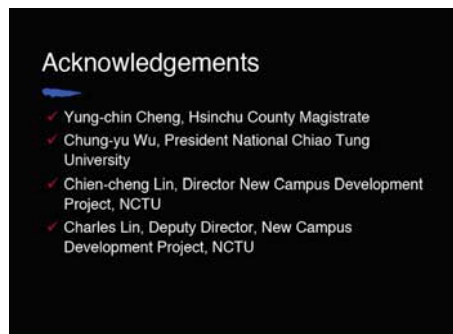 Acknowledgements
Yung-chin Cheng, Hsinchu County Magistrate
Chung-yu Wu, President National Chiao Tung
University
Chien-cheng Lin, Director New Campus Development
Project, NCTU
Charles Lin, Deputy Director, New Campus
Development Project, NCTU